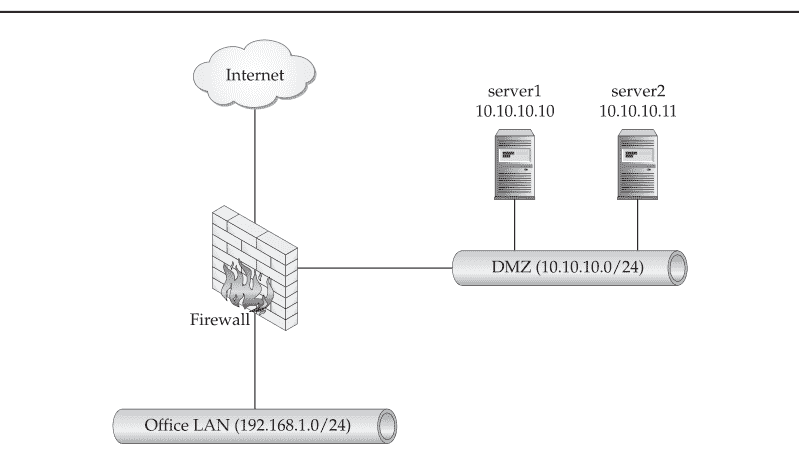 Internet
server1
10.10.10.10
server2
10.10.10.11
DMZ (10.10.10.0/24)
Firewall
Office LAN (192.168.1.0/24)